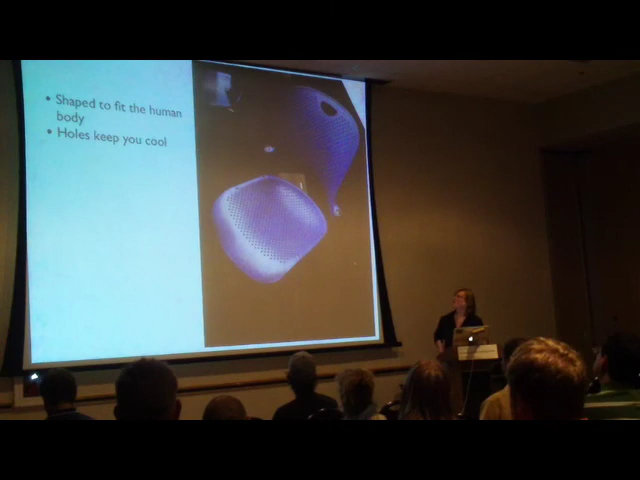 • Shaped to fit the human
body
• Holes keep you cool